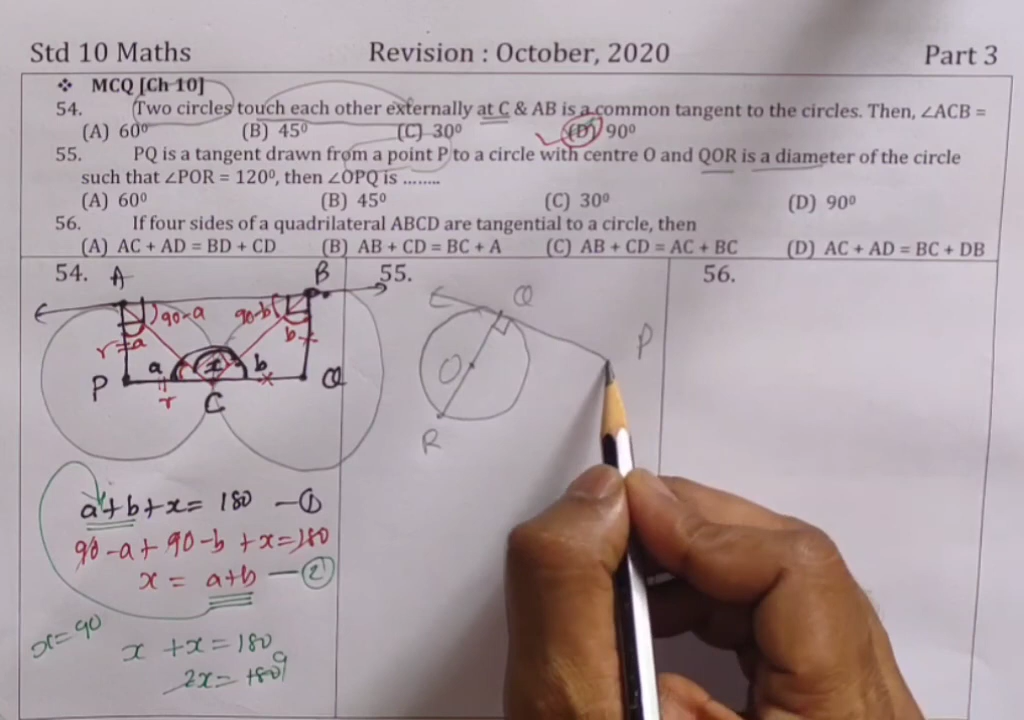 Std 10 Maths Revision : October, 2020 Part 3
❖ MCQ [Ch 10]
54. Two circles touch each other externally at C & AB is a common tangent to the circles. Then, ∠ACB =
(A) 60⁰ (B) 45⁰ (C) 30⁰ (D) 90⁰
55. PQ is a tangent drawn from a point P to a circle with centre O and QOR is a diameter of the circle
such that ∠POR = 120⁰, then ∠OPQ is ........
(A) 60⁰ (B) 45⁰ (C) 30⁰ (D) 90⁰
56. If four sides of a quadrilateral ABCD are tangential to a circle, then
(A) AC + AD = BD + CD (B) AB + CD = BC + A (C) AB + CD = AC + BC (D) AC + AD = BC + DB
54. A B 55. 56.
Q
90-a 90-b
r=a b
P
a x b O
P Q
r C
R
a+b+x= 180 —①
90-a+ 90-b +x=180
x = a+b —②
x=90
x +x=180
2x= 180